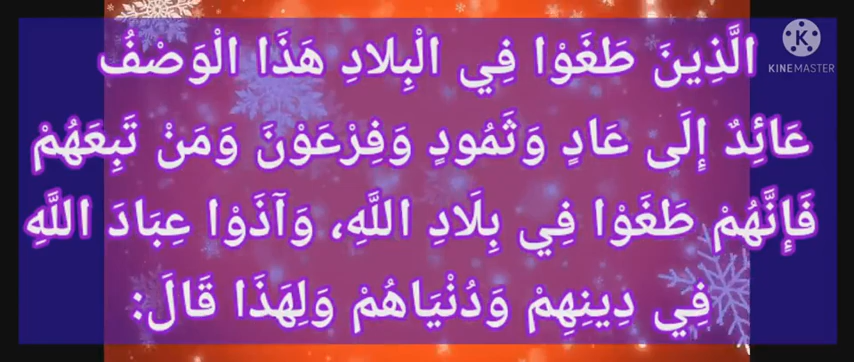 الَّذِينَ طَغَوْا فِي الْبِلادِ هَذَا الْوَصْفُ
KINEMASTER
عَائِدٌ إِلَى عَادٍ وَثَمُودٍ وَفِرْعَوْنَ وَمَنْ تَبِعَهُمْ
فَإِنَّهُمْ طَغَوْا فِي بِلَادِ اللَّهِ، وَآذَوْا عِبَادَ اللَّهِ
فِي دِينِهِمْ وَدُنْيَاهُمْ وَلِهَذَا قَالَ: